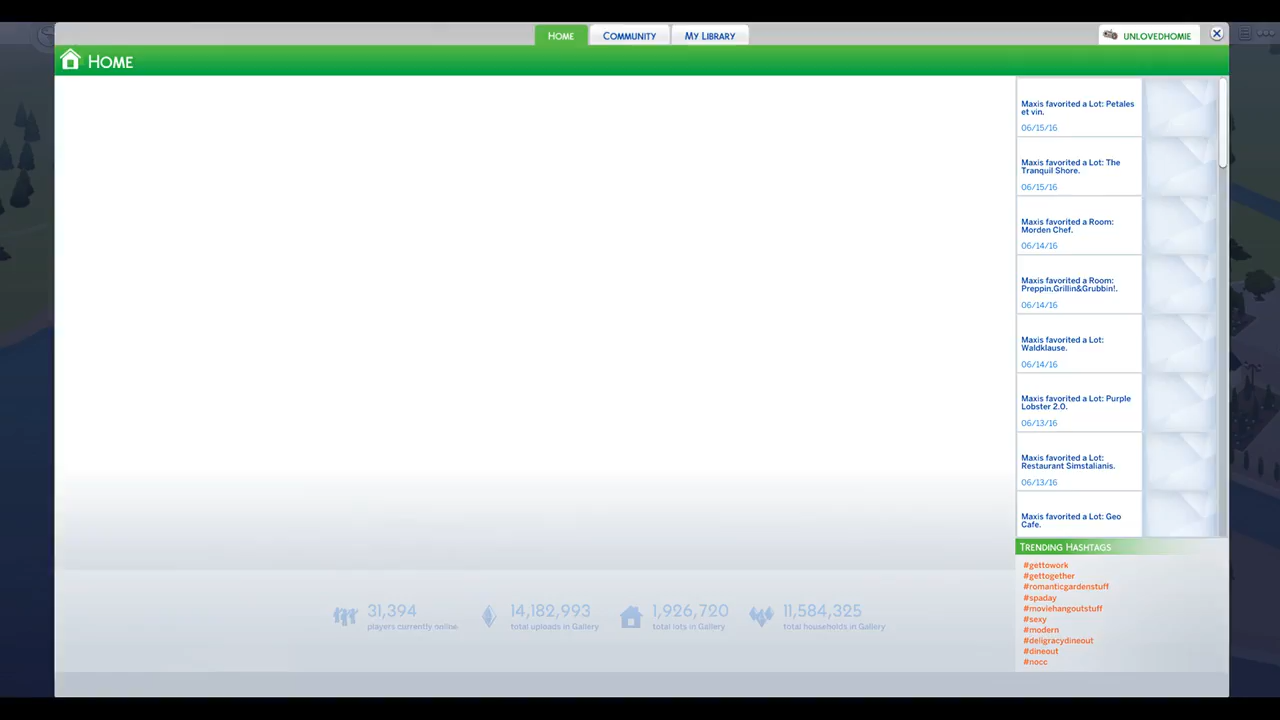 HOME
COMMUNITY
MY LIBRARY
UNLOVEDHOMIE
HOME
Maxis favorited a Lot: Petales
et vin.
06/15/16
Maxis favorited a Lot: The
Tranquil Shore.
06/15/16
Maxis favorited a Room:
Morden Chef.
06/14/16
Maxis favorited a Room:
Preppin,Grillin&Grubbin!.
06/14/16
Maxis favorited a Lot:
Waldklause.
06/14/16
Maxis favorited a Lot: Purple
Lobster 2.0.
06/13/16
Maxis favorited a Lot:
Restaurant Simstalianis.
06/13/16
Maxis favorited a Lot: Geo
Cafe.
TRENDING HASHTAGS
#gettowork
#gettogether
#romanticgardenstuff
#spaday
#moviehangoutstuff
#sexy
#modern
#deligracydineout
#dineout
#nocc
31,394
players currently online
14,182,993
total uploads in Gallery
1,926,720
total lots in Gallery
11,584,325
total households in Gallery